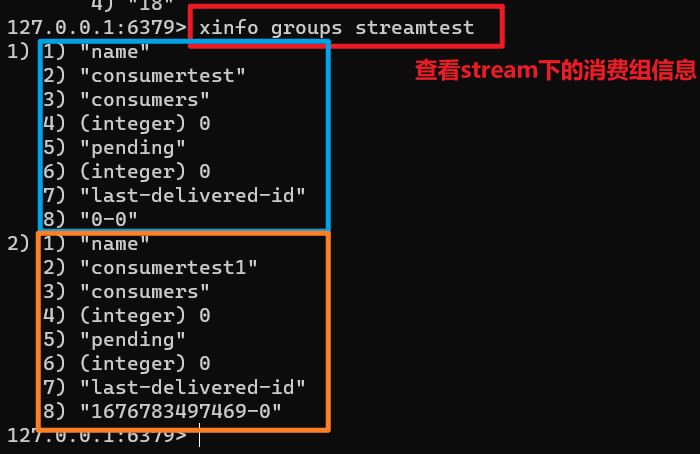 4) "18"
127.0.0.1:6379> xinfo groups streamtest
查看stream下的消费组信息
1) 1) "name"
2) "consumertest"
3) "consumers"
4) (integer) 0
5) "pending"
6) (integer) 0
7) "last-delivered-id"
8) "0-0"
2) 1) "name"
2) "consumertest1"
3) "consumers"
4) (integer) 0
5) "pending"
6) (integer) 0
7) "last-delivered-id"
8) "1676783497469-0"
127.0.0.1:6379>